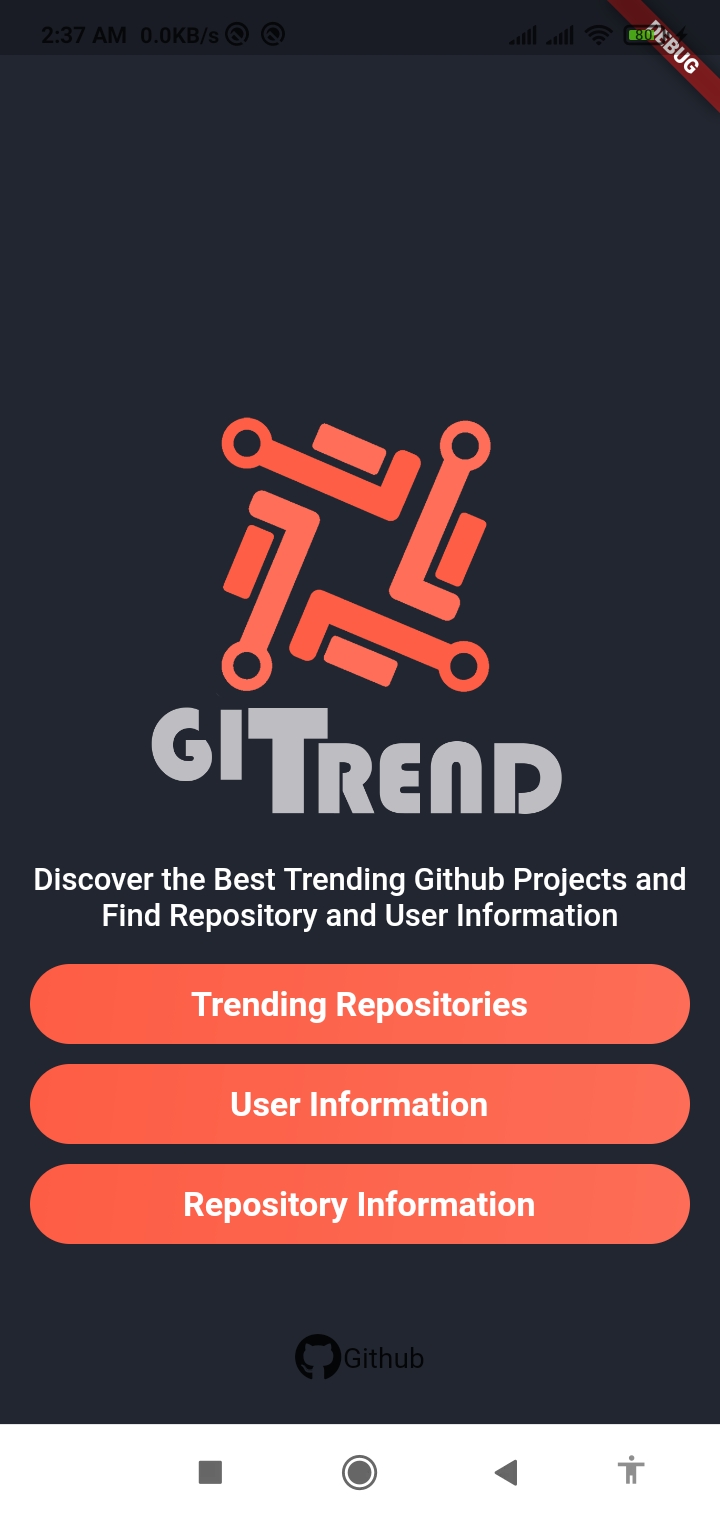 2:37 AM 0.0KB/s
80
DEBUG
GITREND
Discover the Best Trending Github Projects and
Find Repository and User Information
Trending Repositories
User Information
Repository Information
Github